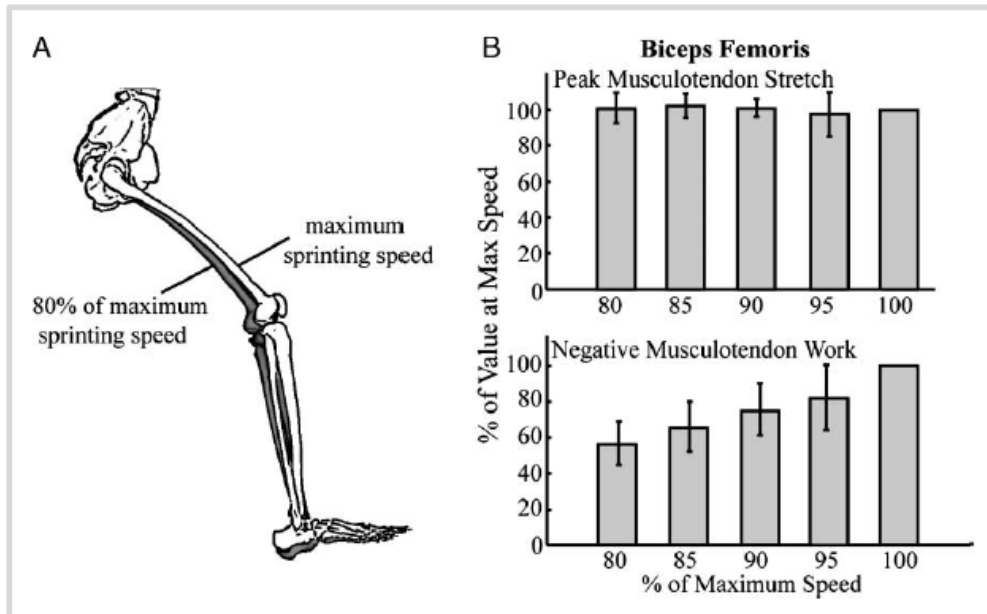 A
maximum
sprinting speed
80% of maximum
sprinting speed
B
Biceps Femoris
Peak Musculotendon Stretch
100
80
60
40
20
0
80 85 90 95 100
% of Value at Max Speed
Negative Musculotendon Work
100
80
60
40
20
0
80 85 90 95 100
% of Maximum Speed